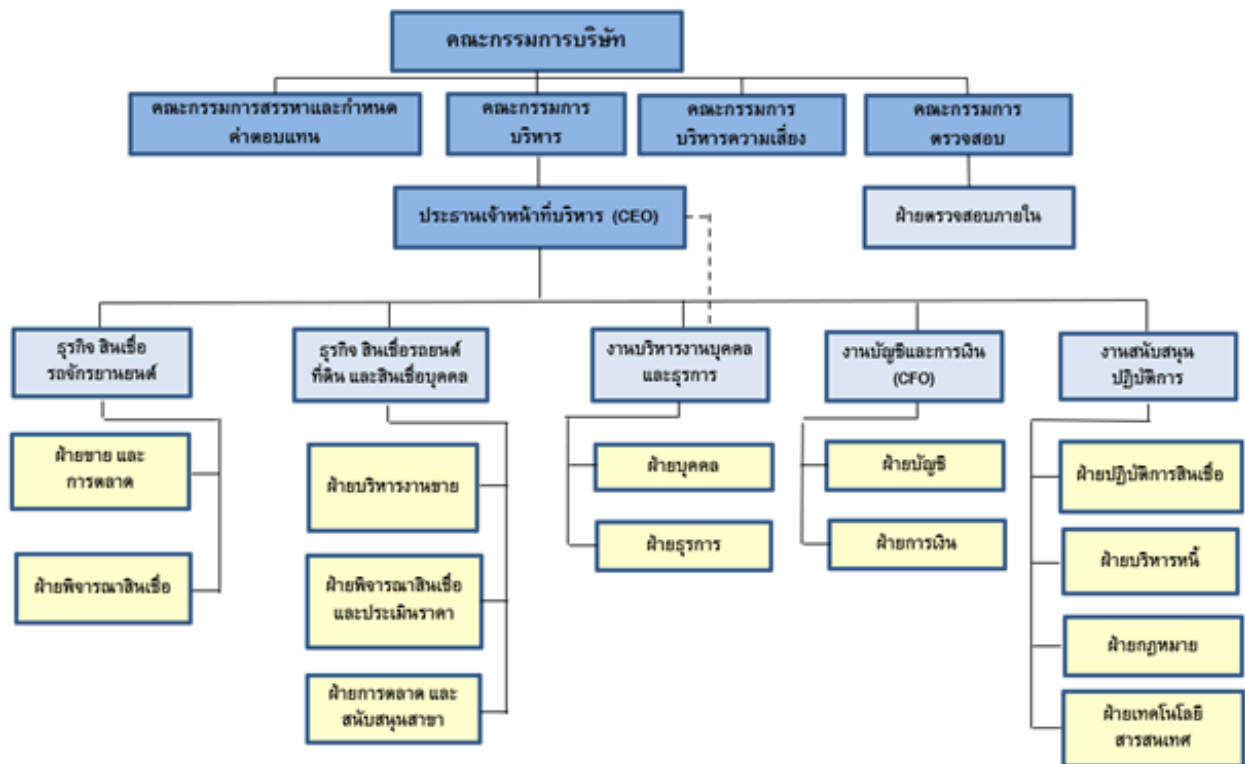 คณะกรรมการบริษัท
คณะกรรมการสรรหาและกำหนด
ค่าตอบแทน
คณะกรรมการ
บริหาร
คณะกรรมการ
บริหารความเสี่ยง
คณะกรรมการ
ตรวจสอบ
ประธานเจ้าหน้าที่บริหาร (CEO)
ฝ่ายตรวจสอบภายใน
ธุรกิจ สินเชื่อ
รถจักรยานยนต์
ธุรกิจ สินเชื่อรถยนต์
ที่ดิน และสินเชื่อบุคคล
งานบริหารงานบุคคล
และธุรการ
งานบัญชีและการเงิน
(CFO)
งานสนับสนุน
ปฏิบัติการ
ฝ่ายขาย และ
การตลาด
ฝ่ายพิจารณาสินเชื่อ
ฝ่ายบริหารงานขาย
ฝ่ายพิจารณาสินเชื่อ
และประเมินราคา
ฝ่ายการตลาด และ
สนับสนุนสาขา
ฝ่ายบุคคล
ฝ่ายธุรการ
ฝ่ายบัญชี
ฝ่ายการเงิน
ฝ่ายปฏิบัติการสินเชื่อ
ฝ่ายบริหารหนี้
ฝ่ายกฎหมาย
ฝ่ายเทคโนโลยี
สารสนเทศ